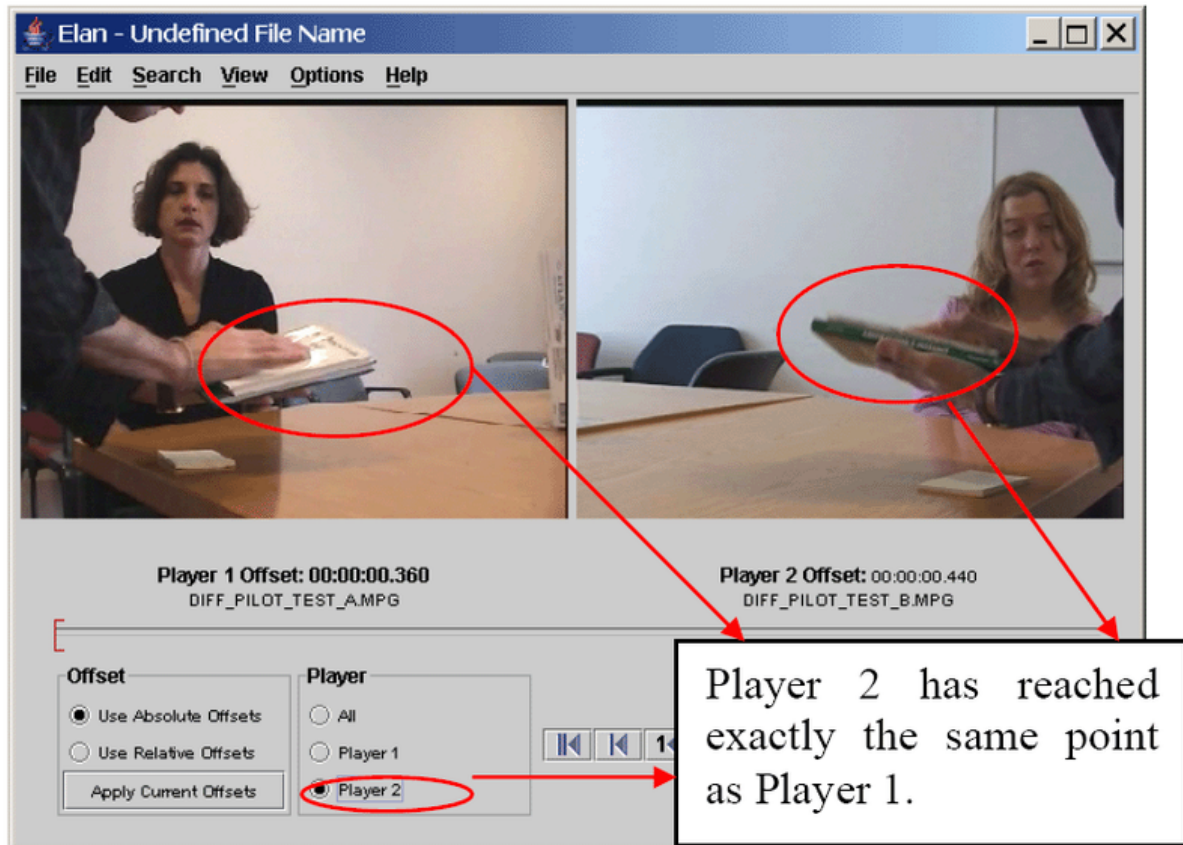 Elan - Undefined File Name
File Edit Search View Options Help
Player 1 Offset: 00:00:00.360
DIFF_PILOT_TEST_A.MPG
Player 2 Offset: 00:00:00.440
DIFF_PILOT_TEST_B.MPG
Offset
Use Absolute Offsets
Use Relative Offsets
Apply Current Offsets
Player
All
Player 1
Player 2
Player 2 has reached
exactly the same point
as Player 1.